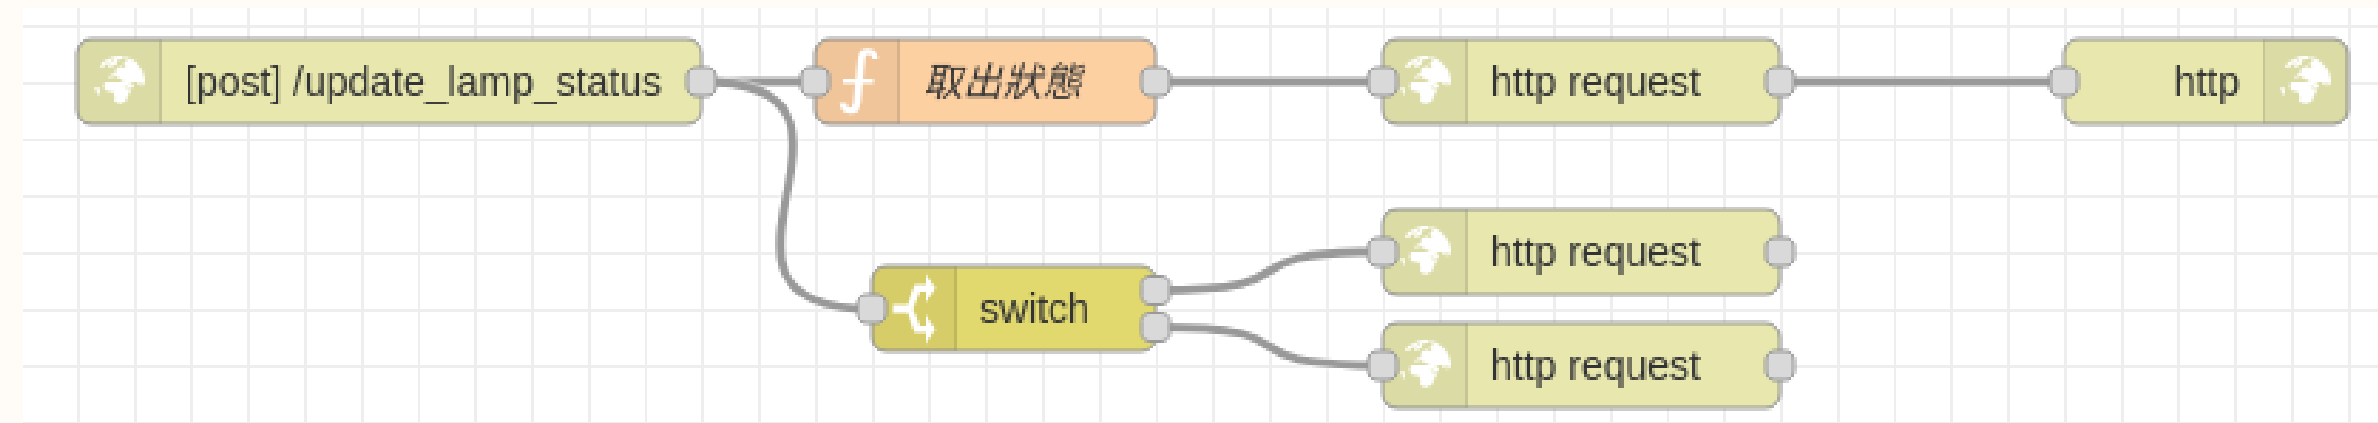 [post] /update_lamp_status
取出狀態
http request
http
http request
switch
http request